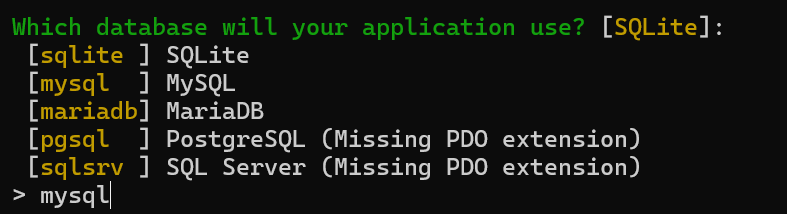 Which database will your application use? [SQLite]:
[sqlite ] SQLite
[mysql  ] MySQL
[mariadb] MariaDB
[pgsql  ] PostgreSQL (Missing PDO extension)
[sqlsrv ] SQL Server (Missing PDO extension)
> mysql